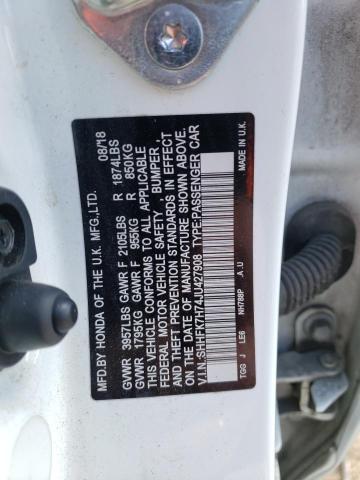 MFD.BY HONDA OF THE U.K. MFG.,LTD. 08/18
GVWR 3957LBS GAWR F 2105LBS R 1874LBS
GVWR 1795KG GAWR F 955KG R 850KG
THIS VEHICLE CONFORMS TO ALL APPLICABLE
FEDERAL MOTOR VEHICLE SAFETY , BUMPER ,
AND THEFT PREVENTION STANDARDS IN EFFECT
ON THE DATE OF MANUFACTURE SHOWN ABOVE.
V.I.N.:SHHFK7H74JU427908 TYPE:PASSENGER CAR
TGG J LE6 NH788P .A.U MADE IN U.K.